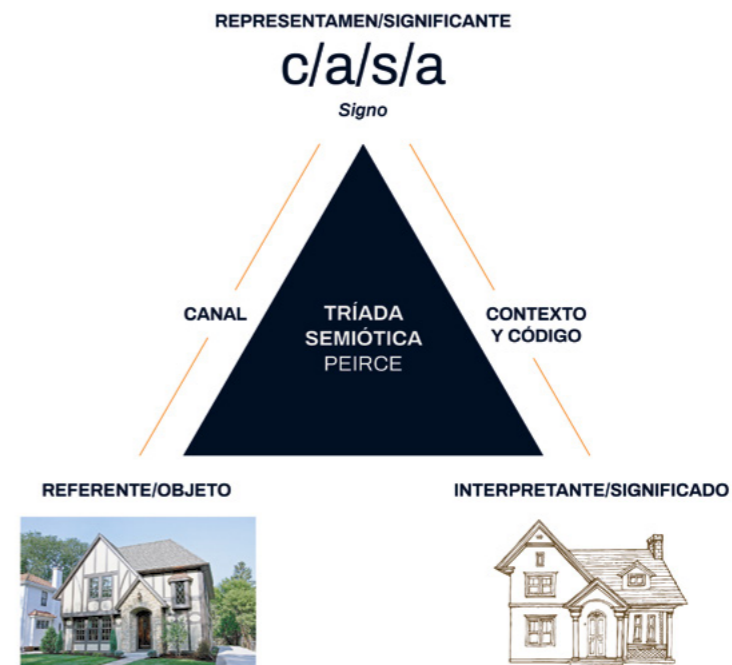 REPRESENTAMEN/SIGNIFICANTE
c/a/s/a
Signo
CANAL
TRÍADA
SEMIÓTICA
PEIRCE
CONTEXTO
Y CÓDIGO
REFERENTE/OBJETO
INTERPRETANTE/SIGNIFICADO